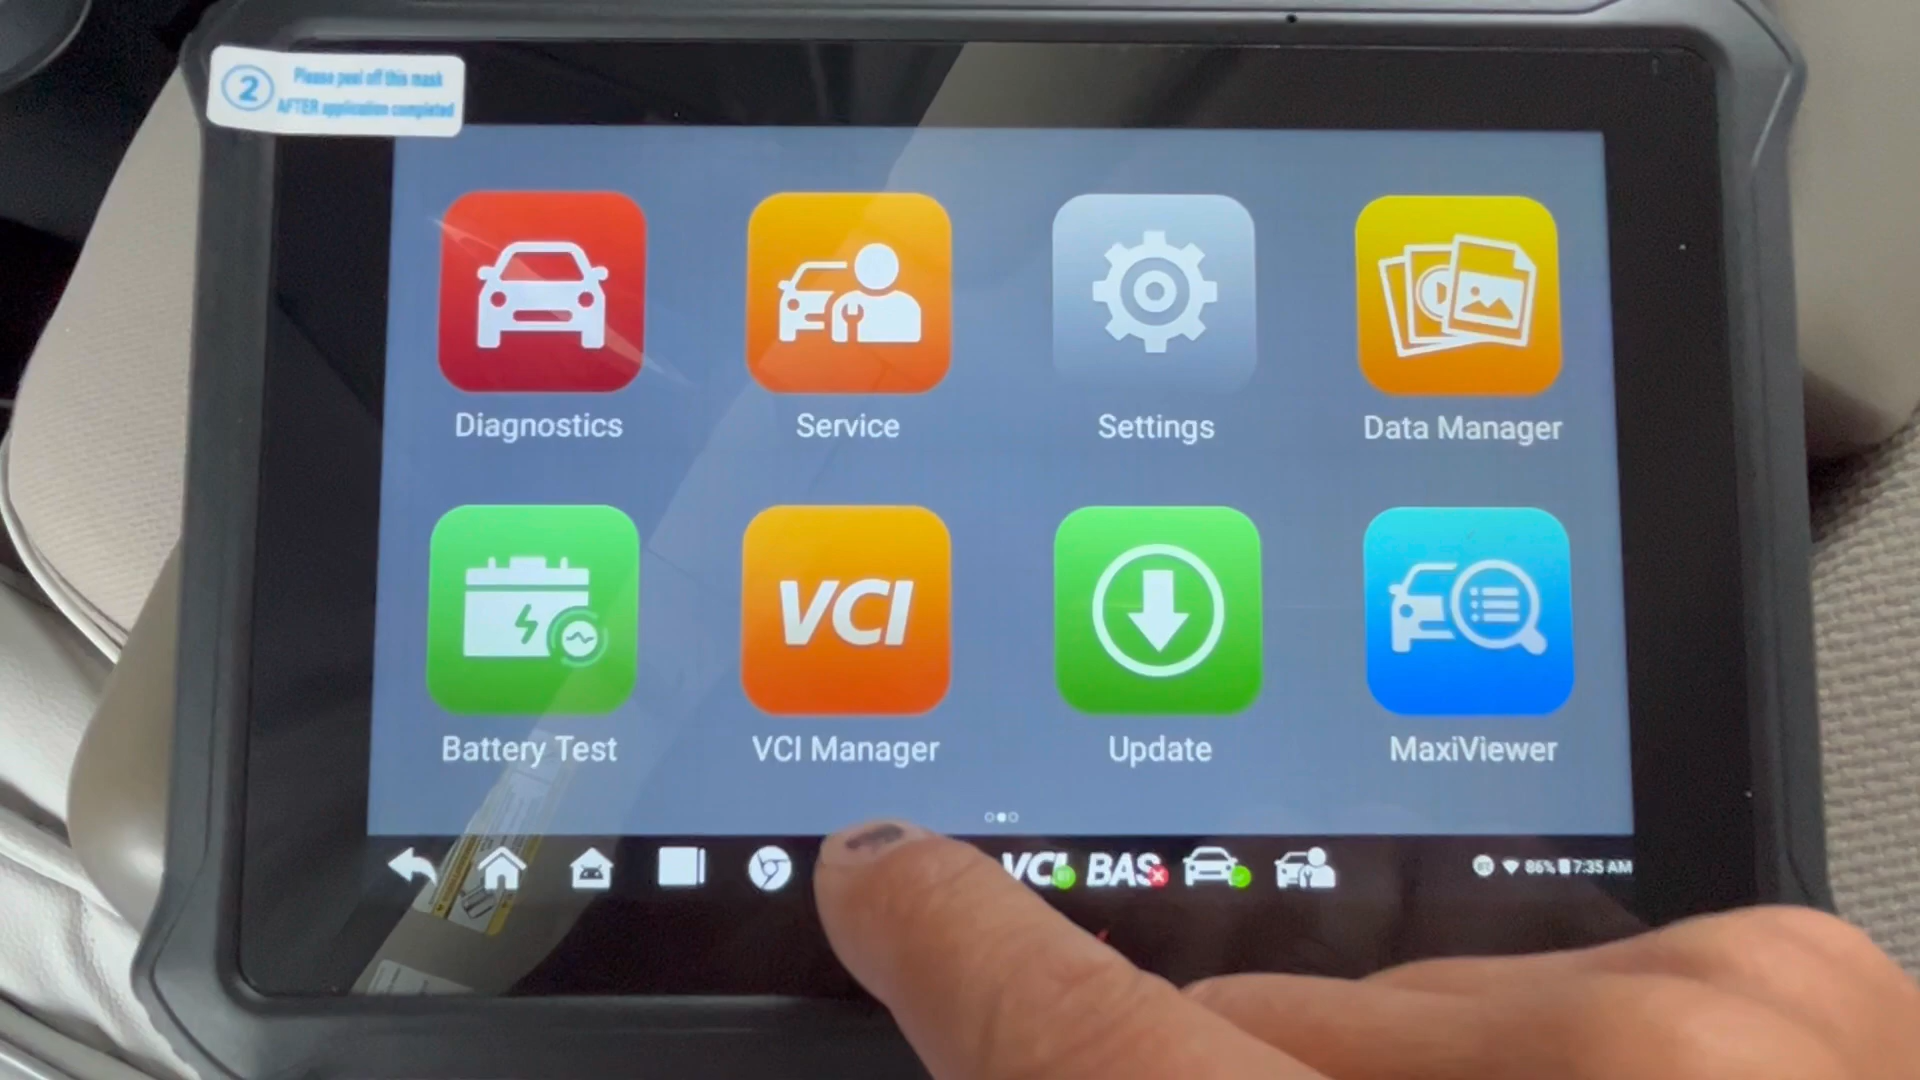 2
Please peel off this mask
AFTER application completed
Diagnostics
Service
Settings
Data Manager
VCI
Battery Test
VCI Manager
Update
MaxiViewer
VCI
BAS
86%
7:35 AM